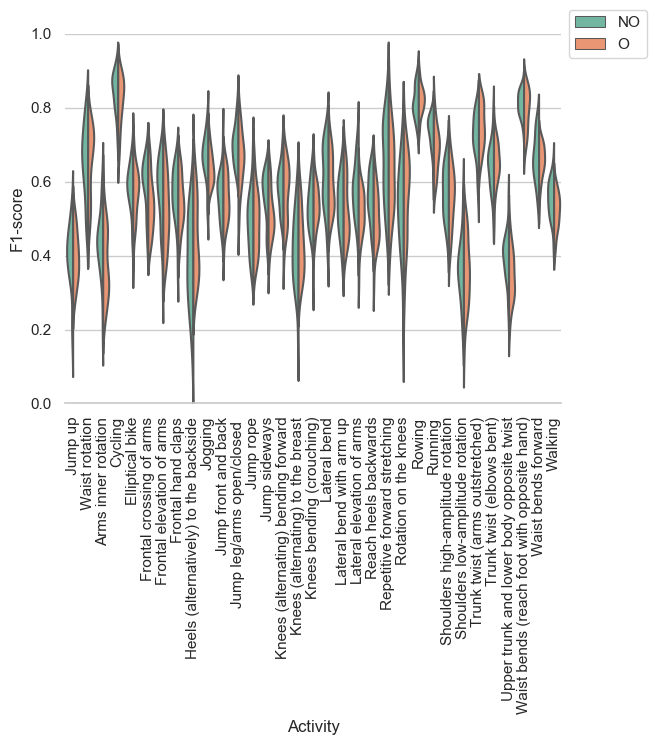 NO
O
1.0
0.8
0.6
0.4
0.2
0.0
F1-score
Jump up
Waist rotation
Arms inner rotation
Cycling
Elliptical bike
Frontal crossing of arms
Frontal elevation of arms
Frontal hand claps
Heels (alternatively) to the backside
Jogging
Jump front and back
Jump leg/arms open/closed
Jump rope
Jump sideways
Knees (alternating) bending forward
Knees (alternating) to the breast
Knees bending (crouching)
Lateral bend
Lateral bend with arm up
Lateral elevation of arms
Reach heels backwards
Repetitive forward stretching
Rotation on the knees
Rowing
Running
Shoulders high-amplitude rotation
Shoulders low-amplitude rotation
Trunk twist (arms outstretched)
Trunk twist (elbows bent)
Upper trunk and lower body opposite twist
Waist bends (reach foot with opposite hand)
Waist bends forward
Walking
Activity